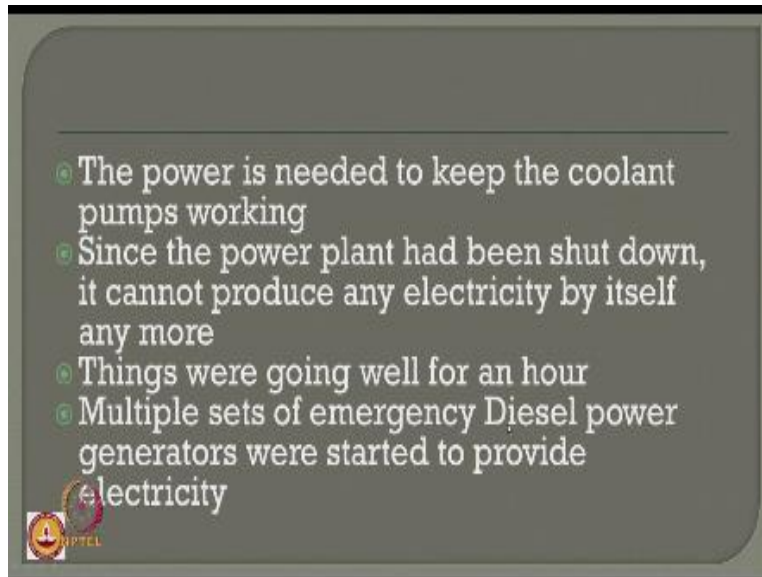 The power is needed to keep the coolant
pumps working
Since the power plant had been shut down,
it cannot produce any electricity by itself
any more
Things were going well for an hour
Multiple sets of emergency Diesel power
generators were started to provide
electricity
NPTEL